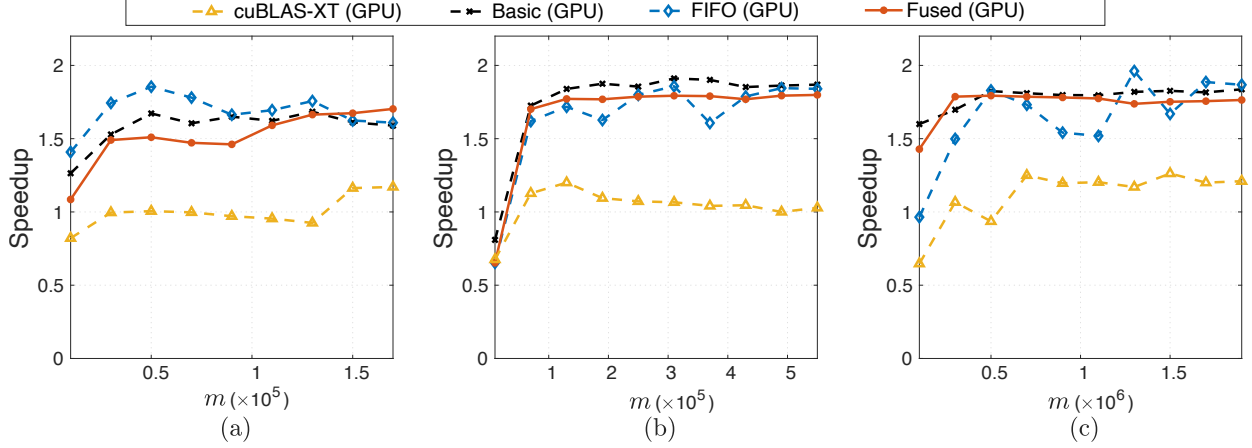 cuBLAS-XT (GPU) Basic (GPU) FIFO (GPU) Fused (GPU)
2
1.5
1
0.5
0
Speedup
0.5 1 1.5
m (×10⁵)
(a)
2
1.5
1
0.5
0
Speedup
1 2 3 4 5
m (×10⁵)
(b)
2
1.5
1
0.5
0
Speedup
0.5 1 1.5
m (×10⁶)
(c)